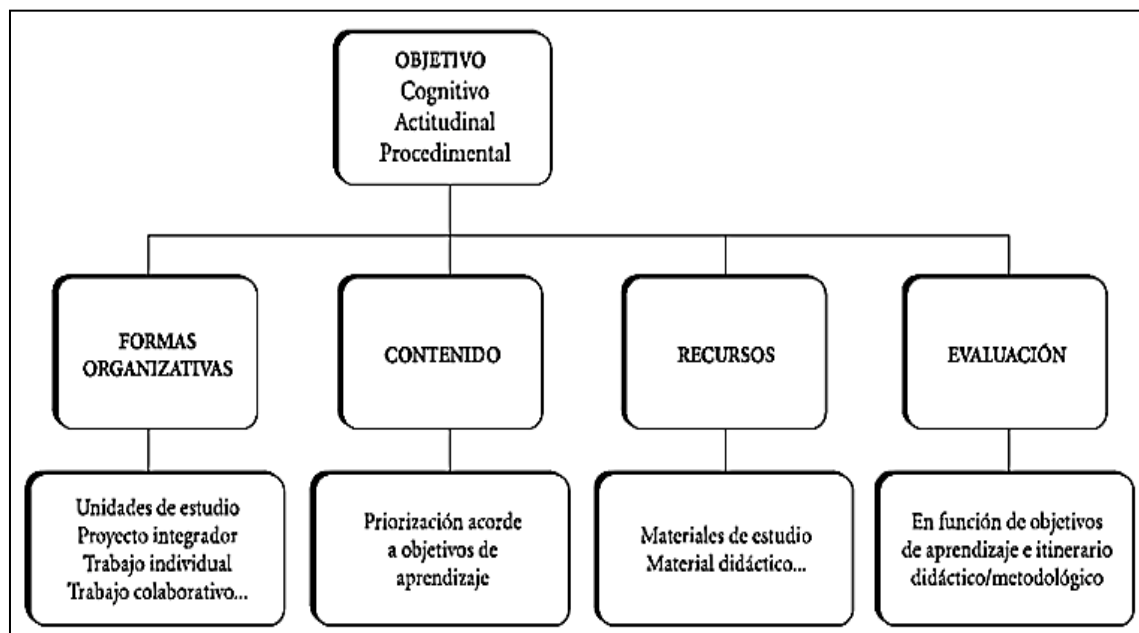 OBJETIVO
Cognitivo
Actitudinal
Procedimental
FORMAS
ORGANIZATIVAS
CONTENIDO
RECURSOS
EVALUACIÓN
Unidades de estudio
Proyecto integrador
Trabajo individual
Trabajo colaborativo...
Priorización acorde
a objetivos de
aprendizaje
Materiales de estudio
Material didáctico...
En función de objetivos
de aprendizaje e itinerario
didáctico/metodológico